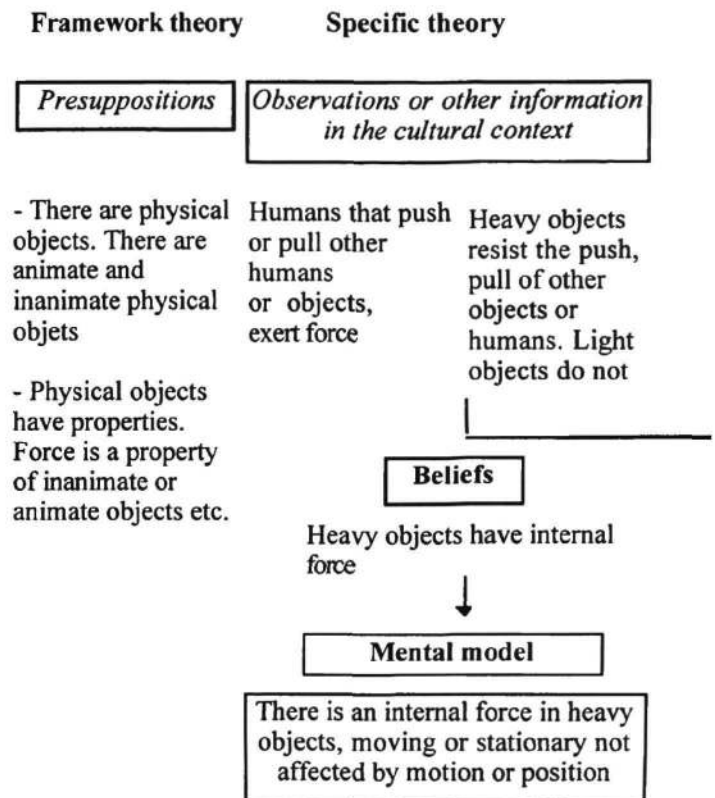 Framework theory
Specific theory
Presuppositions
Observations or other information
in the cultural context
- There are physical
objects. There are
animate and
inanimate physical
objets
- Physical objects
have properties.
Force is a property
of inanimate or
animate objects etc.
Humans that push
or pull other
humans
or objects,
exert force
Heavy objects
resist the push,
pull of other
objects or
humans. Light
objects do not
Beliefs
Heavy objects have internal
force
Mental model
There is an internal force in heavy
objects, moving or stationary not
affected by motion or position